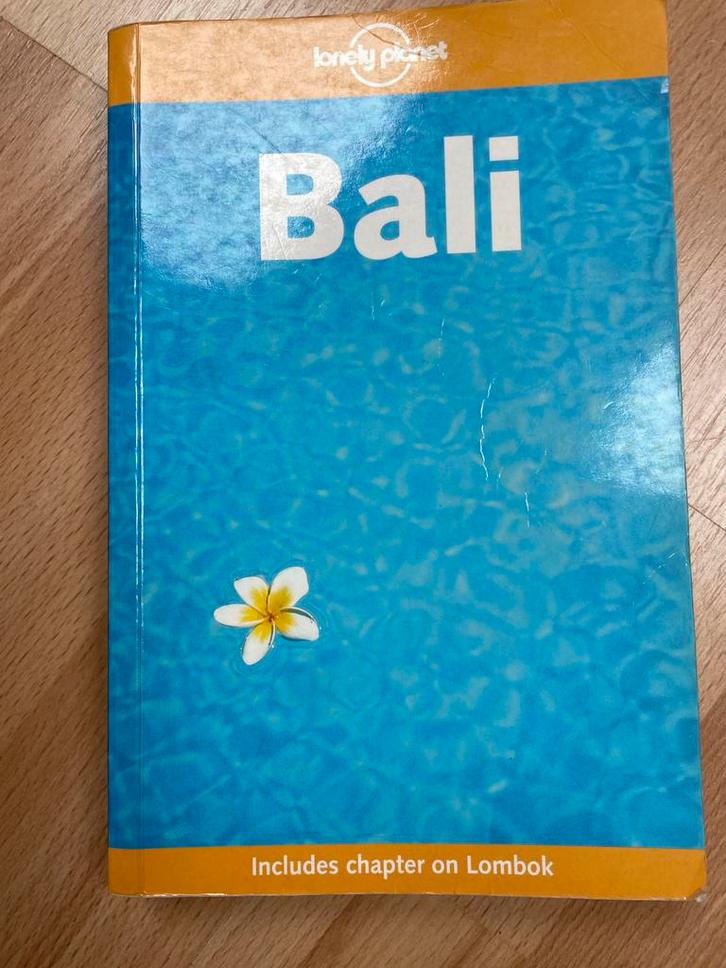 lonely planet
Bali
Includes chapter on Lombok